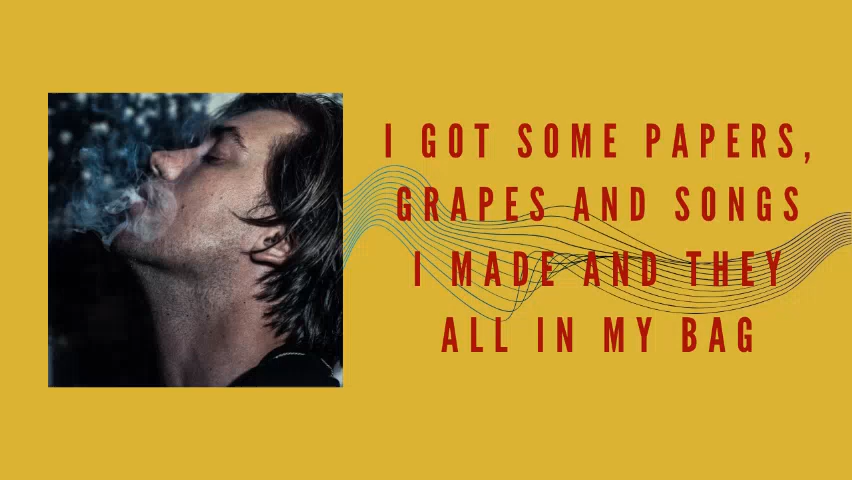 I GOT SOME PAPERS,
GRAPES AND SONGS
I MADE AND THEY
ALL IN MY BAG